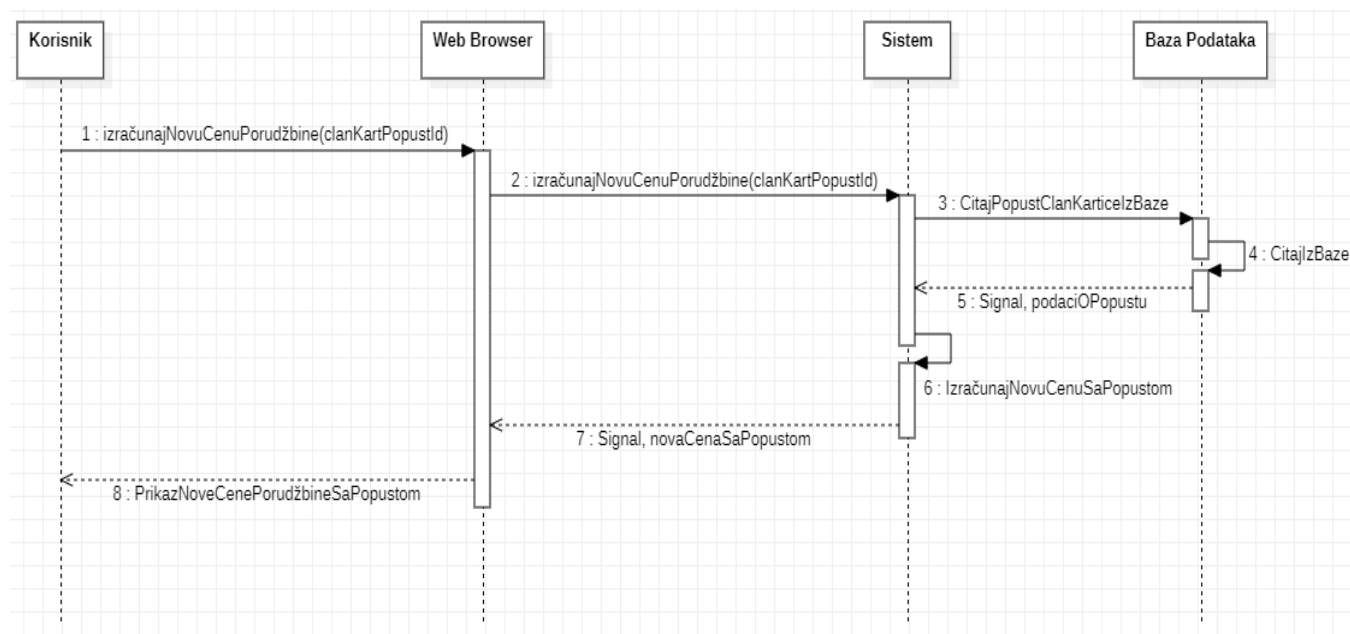 Korisnik
Web Browser
Sistem
Baza Podataka
1 : izračunajNovuCenuPorudžbine(clanKartPopustId)
2 : izračunajNovuCenuPorudžbine(clanKartPopustId)
3 : CitajPopustClanKarticeIzBaze
4 : CitajIzBaze
5 : Signal, podaciOPopustu
6 : IzračunajNovuCenuSaPopustom
7 : Signal, novaCenaSaPopustom
8 : PrikazNoveCenePorudžbineSaPopustom